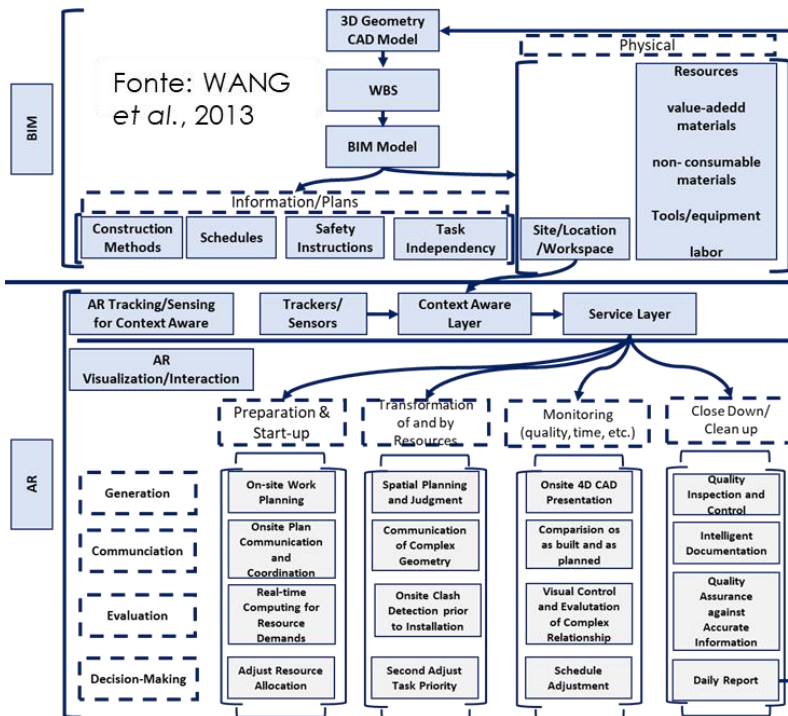 3D Geometry
CAD Model
Physical
Fonte: WANG
et al., 2013
WBS
BIM
BIM Model
Resources
value-adedd
materials
non- consumable
materials
Tools/equipment
labor
Information/Plans
Construction
Methods
Schedules
Safety
Instructions
Task
Independency
Site/Location
/Workspace
AR Tracking/Sensing
for Context Aware
Trackers/
Sensors
Context Aware
Layer
Service Layer
AR
Visualization/Interaction
AR
Preparation &
Start-up
Transformation
of and by
Resources
Monitoring
(quality, time, etc.)
Close Down/
Clean up
Generation
On-site Work
Planning
Spatial Planning
and Judgment
Onsite 4D CAD
Presentation
Quality
Inspection and
Control
Communciation
Onsite Plan
Communication
and
Coordination
Communication
of Complex
Geometry
Comparision os
as built and as
planned
Intelligent
Documentation
Evaluation
Real-time
Computing for
Resource
Demands
Onsite Clash
Detection prior
to Installation
Visual Control
and Evalutation
of Complex
Relationship
Quality
Assurance
against
Accurate
Information
Decision-Making
Adjust Resource
Allocation
Second Adjust
Task Priority
Schedule
Adjustment
Daily Report